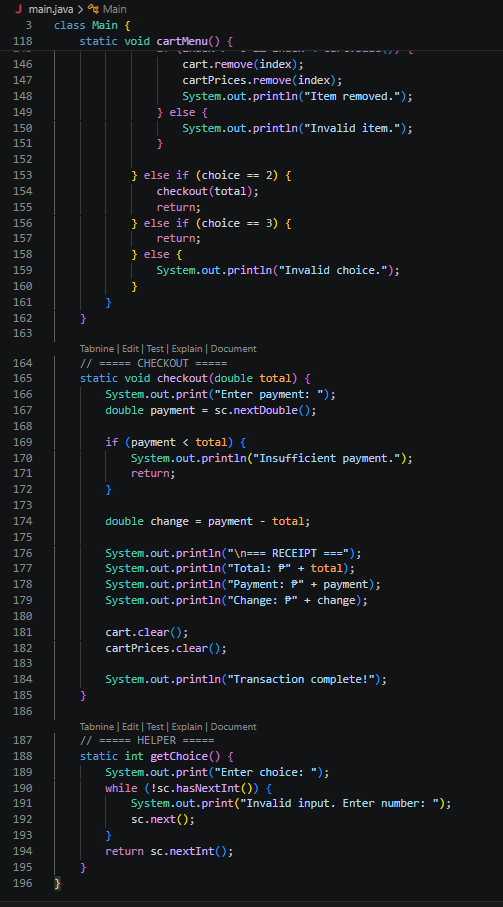 main.java > Main
3 class Main {
118 static void cartMenu() {
146 cart.remove(index);
147 cartPrices.remove(index);
148 System.out.println("Item removed.");
149 } else {
150 System.out.println("Invalid item.");
151 }
152
153 } else if (choice == 2) {
154 checkout(total);
155 return;
156 } else if (choice == 3) {
157 return;
158 } else {
159 System.out.println("Invalid choice.");
160 }
161 }
162 }
163
Tabnine | Edit | Test | Explain | Document
164 // ===== CHECKOUT =====
165 static void checkout(double total) {
166 System.out.print("Enter payment: ");
167 double payment = sc.nextDouble();
168
169 if (payment < total) {
170 System.out.println("Insufficient payment.");
171 return;
172 }
173
174 double change = payment - total;
175
176 System.out.println("\n=== RECEIPT ===");
177 System.out.println("Total: ₱" + total);
178 System.out.println("Payment: ₱" + payment);
179 System.out.println("Change: ₱" + change);
180
181 cart.clear();
182 cartPrices.clear();
183
184 System.out.println("Transaction complete!");
185 }
186
Tabnine | Edit | Test | Explain | Document
187 // ===== HELPER =====
188 static int getChoice() {
189 System.out.print("Enter choice: ");
190 while (!sc.hasNextInt()) {
191 System.out.print("Invalid input. Enter number: ");
192 sc.next();
193 }
194 return sc.nextInt();
195 }
196 }